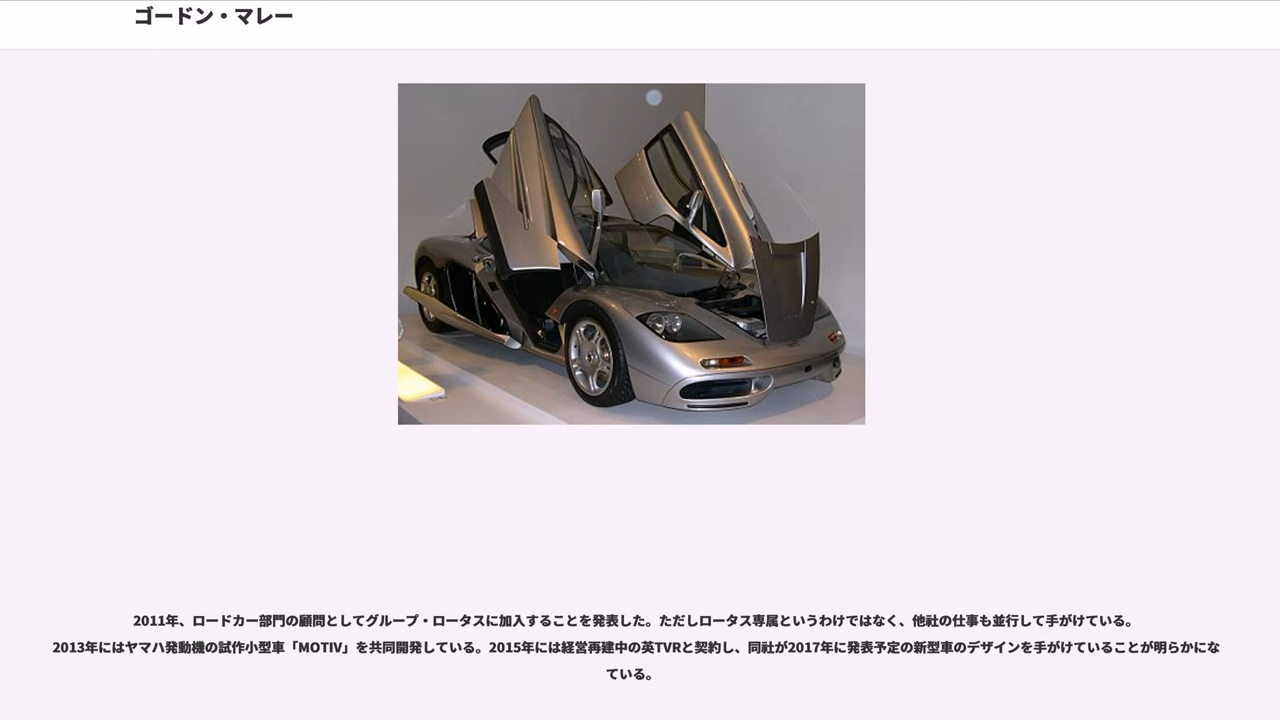 ゴードン・マレー
2011年、ロードカー部門の顧問としてグループ・ロータスに加入することを発表した。ただしロータス専属というわけではなく、他社の仕事も並行して手がけている。
2013年にはヤマハ発動機の試作小型車「MOTIV」を共同開発している。2015年には経営再建中の英TVRと契約し、同社が2017年に発表予定の新型車のデザインを手がけていることが明らかにな
ている。